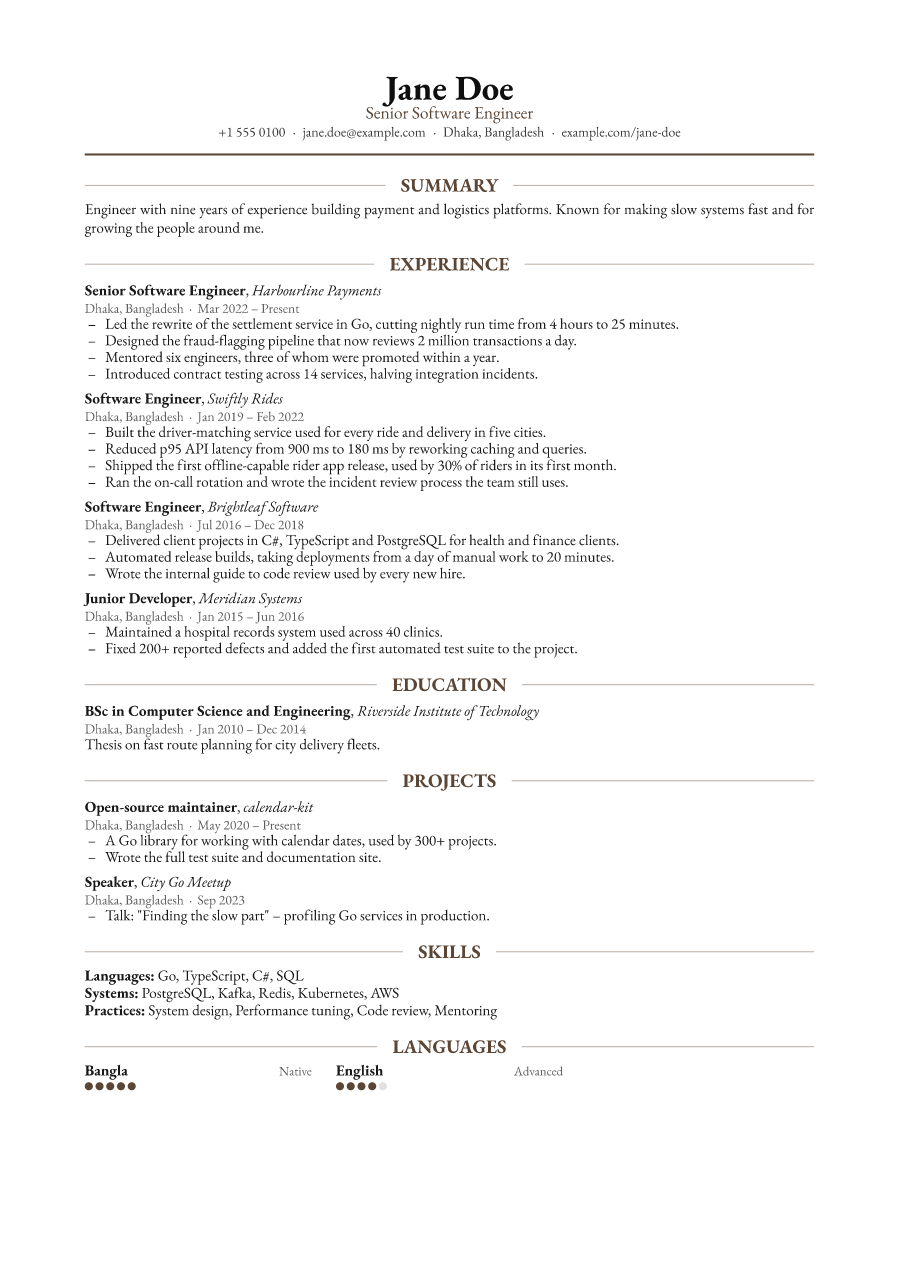 Jane Doe
Senior Software Engineer
+1 555 0100 · jane.doe@example.com · Dhaka, Bangladesh · example.com/jane-doe
SUMMARY
Engineer with nine years of experience building payment and logistics platforms. Known for making slow systems fast and for
growing the people around me.
EXPERIENCE
Senior Software Engineer, Harbourline Payments
Dhaka, Bangladesh · Mar 2022 – Present
– Led the rewrite of the settlement service in Go, cutting nightly run time from 4 hours to 25 minutes.
– Designed the fraud-flagging pipeline that now reviews 2 million transactions a day.
– Mentored six engineers, three of whom were promoted within a year.
– Introduced contract testing across 14 services, halving integration incidents.
Software Engineer, Swiftly Rides
Dhaka, Bangladesh · Jan 2019 – Feb 2022
– Built the driver-matching service used for every ride and delivery in five cities.
– Reduced p95 API latency from 900 ms to 180 ms by reworking caching and queries.
– Shipped the first offline-capable rider app release, used by 30% of riders in its first month.
– Ran the on-call rotation and wrote the incident review process the team still uses.
Software Engineer, Brightleaf Software
Dhaka, Bangladesh · Jul 2016 – Dec 2018
– Delivered client projects in C#, TypeScript and PostgreSQL for health and finance clients.
– Automated release builds, taking deployments from a day of manual work to 20 minutes.
– Wrote the internal guide to code review used by every new hire.
Junior Developer, Meridian Systems
Dhaka, Bangladesh · Jan 2015 – Jun 2016
– Maintained a hospital records system used across 40 clinics.
– Fixed 200+ reported defects and added the first automated test suite to the project.
EDUCATION
BSc in Computer Science and Engineering, Riverside Institute of Technology
Dhaka, Bangladesh · Jan 2010 – Dec 2014
Thesis on fast route planning for city delivery fleets.
PROJECTS
Open-source maintainer, calendar-kit
Dhaka, Bangladesh · May 2020 – Present
– A Go library for working with calendar dates, used by 300+ projects.
– Wrote the full test suite and documentation site.
Speaker, City Go Meetup
Dhaka, Bangladesh · Sep 2023
– Talk: "Finding the slow part" – profiling Go services in production.
SKILLS
Languages: Go, TypeScript, C#, SQL
Systems: PostgreSQL, Kafka, Redis, Kubernetes, AWS
Practices: System design, Performance tuning, Code review, Mentoring
LANGUAGES
Bangla Native English Advanced